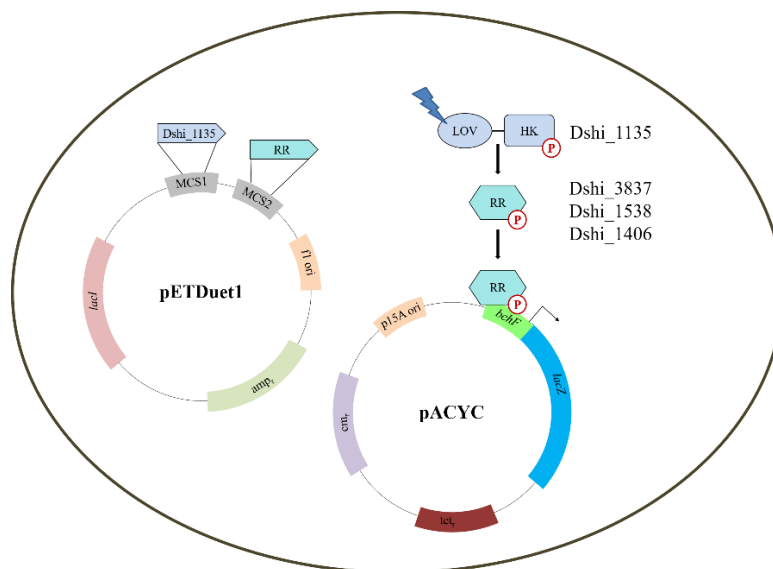 Dshi_1135
RR
MCS1
MCS2
f1 ori
lacI
pETDuet1
ampr
LOV
HK
P
Dshi_1135
RR
P
Dshi_3837
Dshi_1538
Dshi_1406
RR
P
p15A ori
bchF
lacZ
cmr
pACYC
tetr